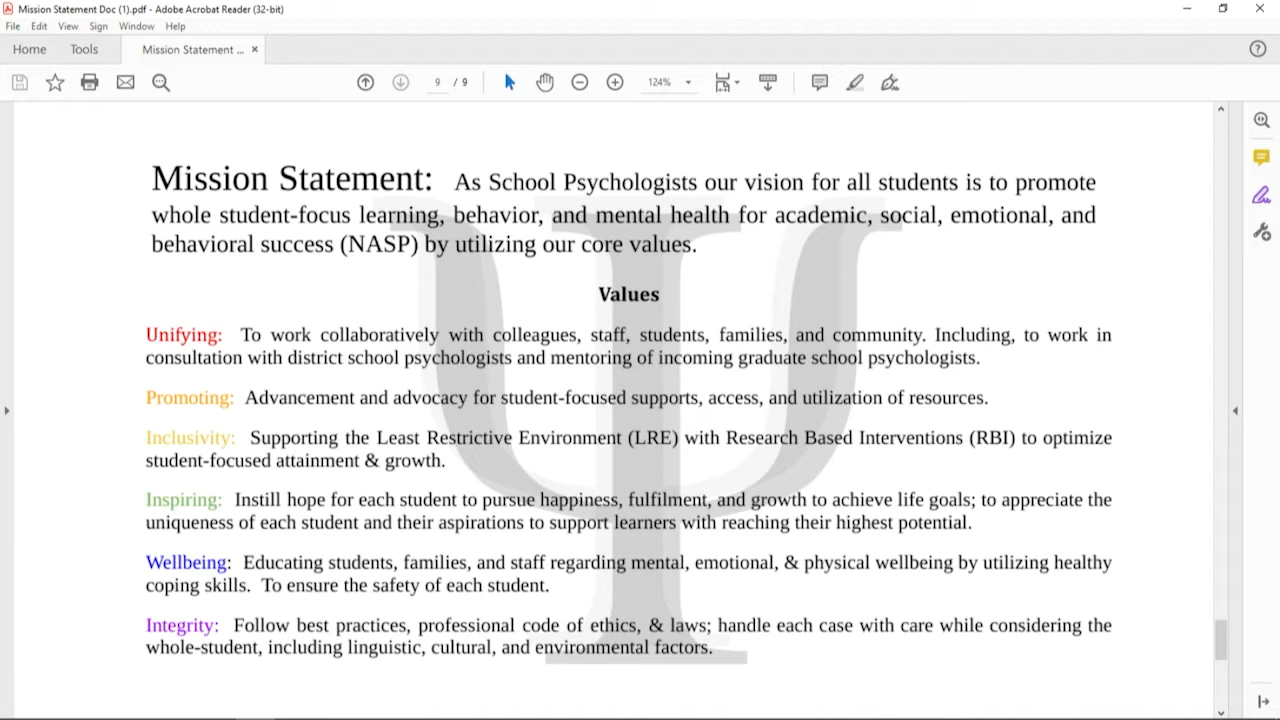 Mission Statement Doc (1).pdf - Adobe Acrobat Reader (32-bit)
File Edit View Sign Window Help
Home Tools Mission Statement ... ×
9 / 9 124%
Mission Statement: As School Psychologists our vision for all students is to promote
whole student-focus learning, behavior, and mental health for academic, social, emotional, and
behavioral success (NASP) by utilizing our core values.
Values
Unifying: To work collaboratively with colleagues, staff, students, families, and community. Including, to work in
consultation with district school psychologists and mentoring of incoming graduate school psychologists.
Promoting: Advancement and advocacy for student-focused supports, access, and utilization of resources.
Inclusivity: Supporting the Least Restrictive Environment (LRE) with Research Based Interventions (RBI) to optimize
student-focused attainment & growth.
Inspiring: Instill hope for each student to pursue happiness, fulfilment, and growth to achieve life goals; to appreciate the
uniqueness of each student and their aspirations to support learners with reaching their highest potential.
Wellbeing: Educating students, families, and staff regarding mental, emotional, & physical wellbeing by utilizing healthy
coping skills. To ensure the safety of each student.
Integrity: Follow best practices, professional code of ethics, & laws; handle each case with care while considering the
whole-student, including linguistic, cultural, and environmental factors.